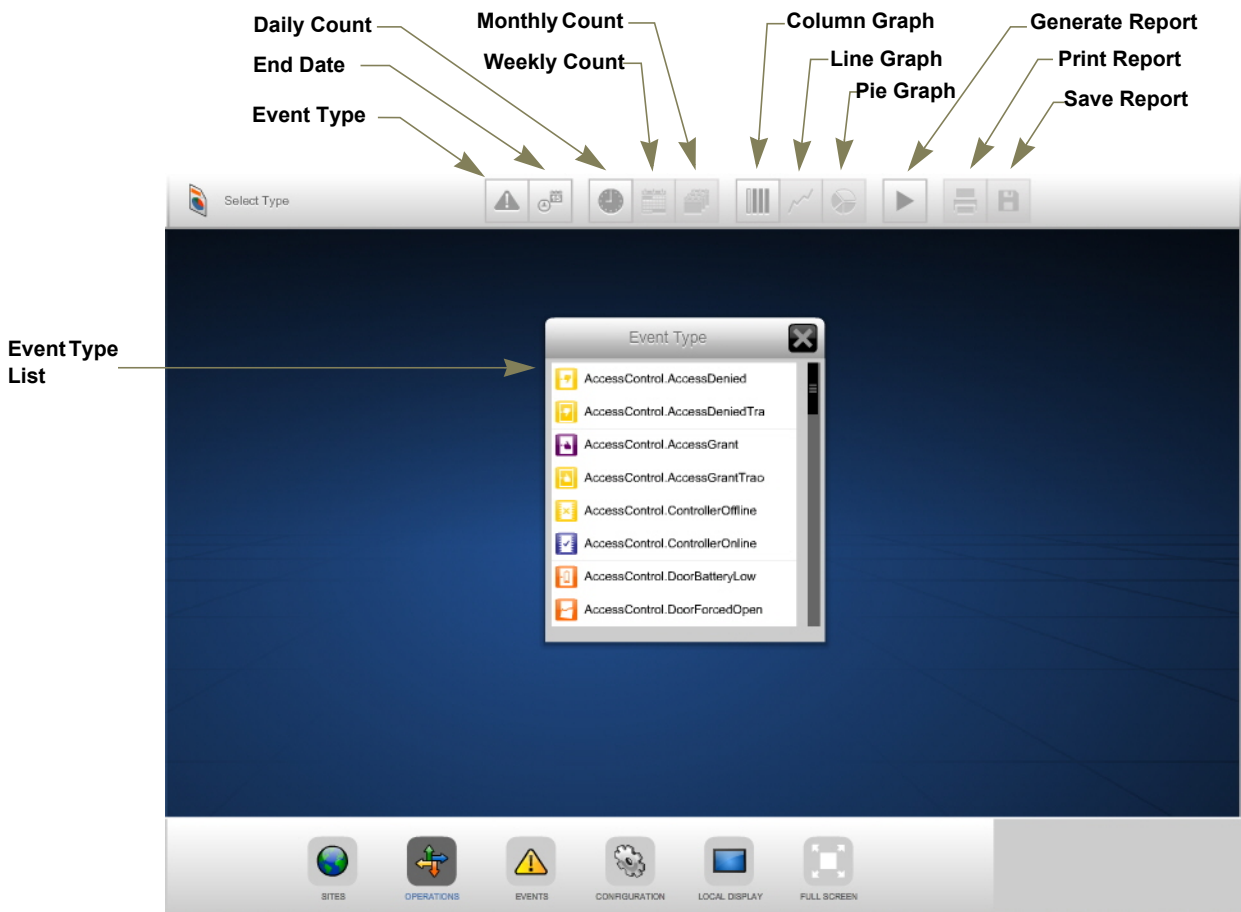 Daily Count
Monthly Count
Column Graph
Generate Report
End Date
Weekly Count
Line Graph
Print Report
Event Type
Pie Graph
Save Report
Select Type
Event Type
List
Event Type
AccessControl.AccessDenied
AccessControl.AccessDeniedTra
AccessControl.AccessGrant
AccessControl.AccessGrantTrao
AccessControl.ControllerOffline
AccessControl.ControllerOnline
AccessControl.DoorBatteryLow
AccessControl.DoorForcedOpen
SITES
OPERATIONS
EVENTS
CONFIGURATION
LOCAL DISPLAY
FULL SCREEN